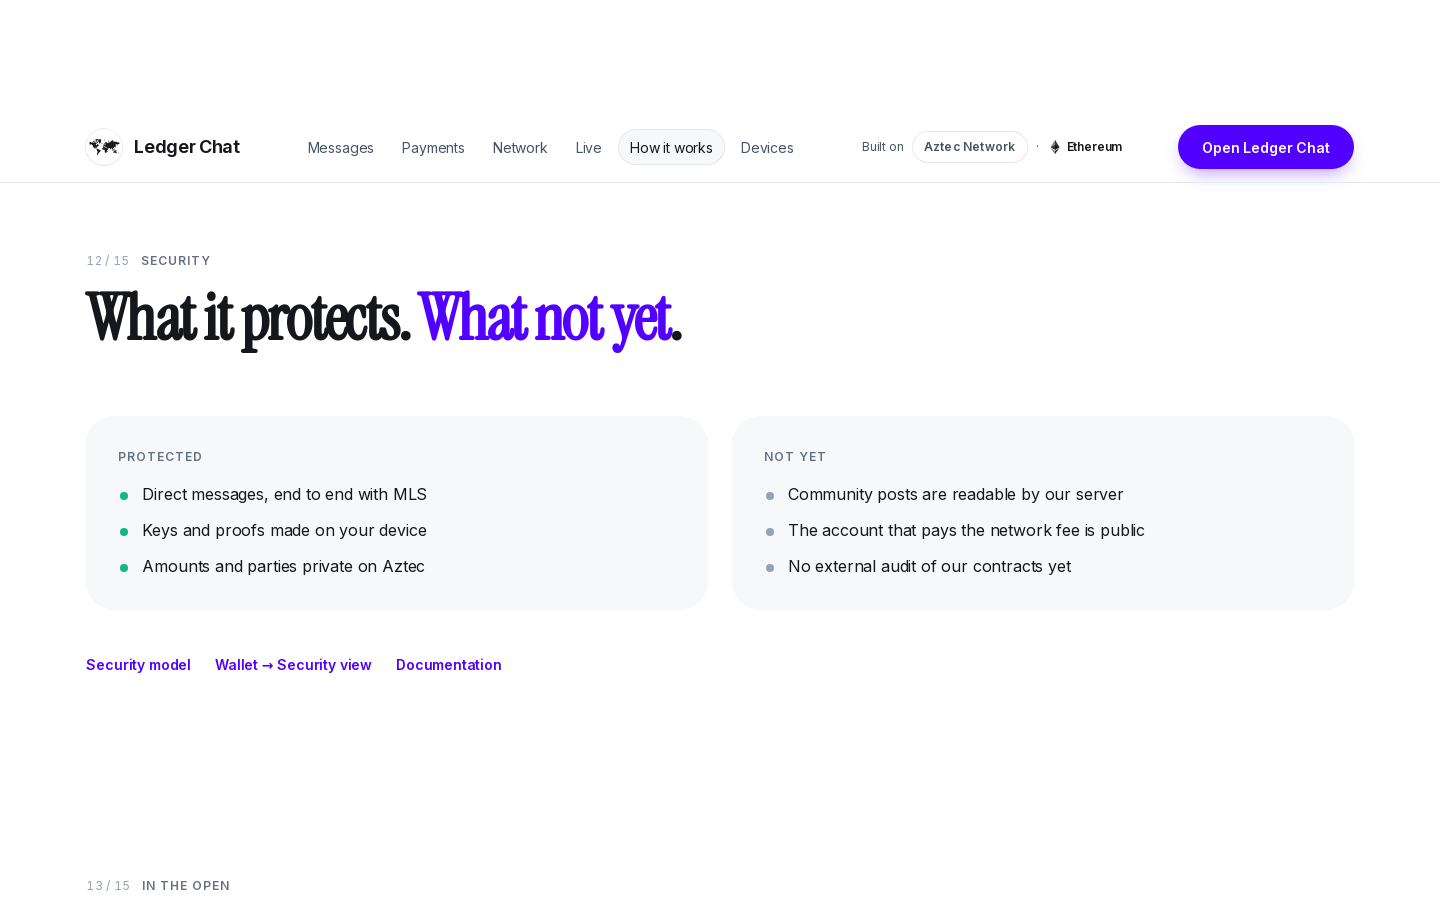 Ledger Chat
Messages
Payments
Network
Live
How it works
Devices
Built on
Aztec Network
·
Ethereum
Open Ledger Chat
12 / 15 SECURITY
What it protects. What not yet.
PROTECTED
Direct messages, end to end with MLS
Keys and proofs made on your device
Amounts and parties private on Aztec
NOT YET
Community posts are readable by our server
The account that pays the network fee is public
No external audit of our contracts yet
Security model
Wallet → Security view
Documentation
13 / 15 IN THE OPEN